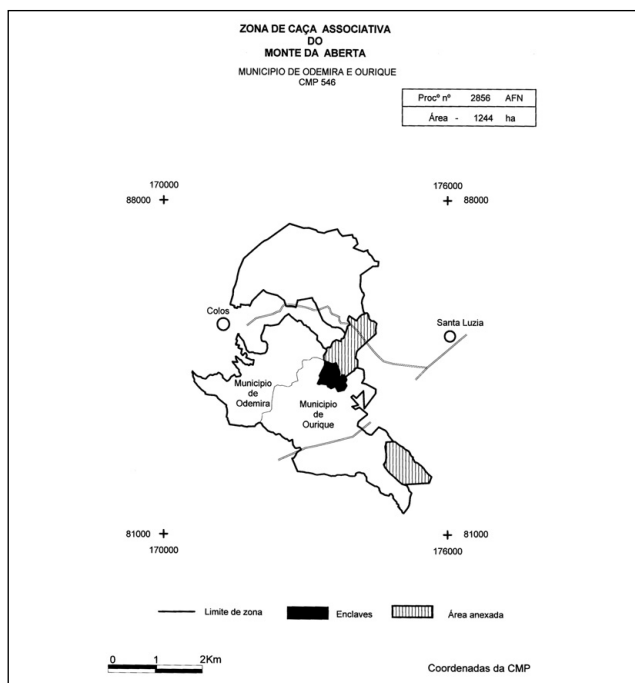 ZONA DE CAÇA ASSOCIATIVA
DO
MONTE DA ABERTA
MUNICIPIO DE ODEMIRA E OURIQUE
CMP 546
Procº nº 2856 AFN
Área - 1244 ha
170000
88000
176000
88000
Colos
Santa Luzia
Municipio
de
Odemira
Municipio
de
Ourique
81000
170000
81000
176000
Limite de zona
Enclaves
Área anexada
0 1 2Km
Coordenadas da CMP